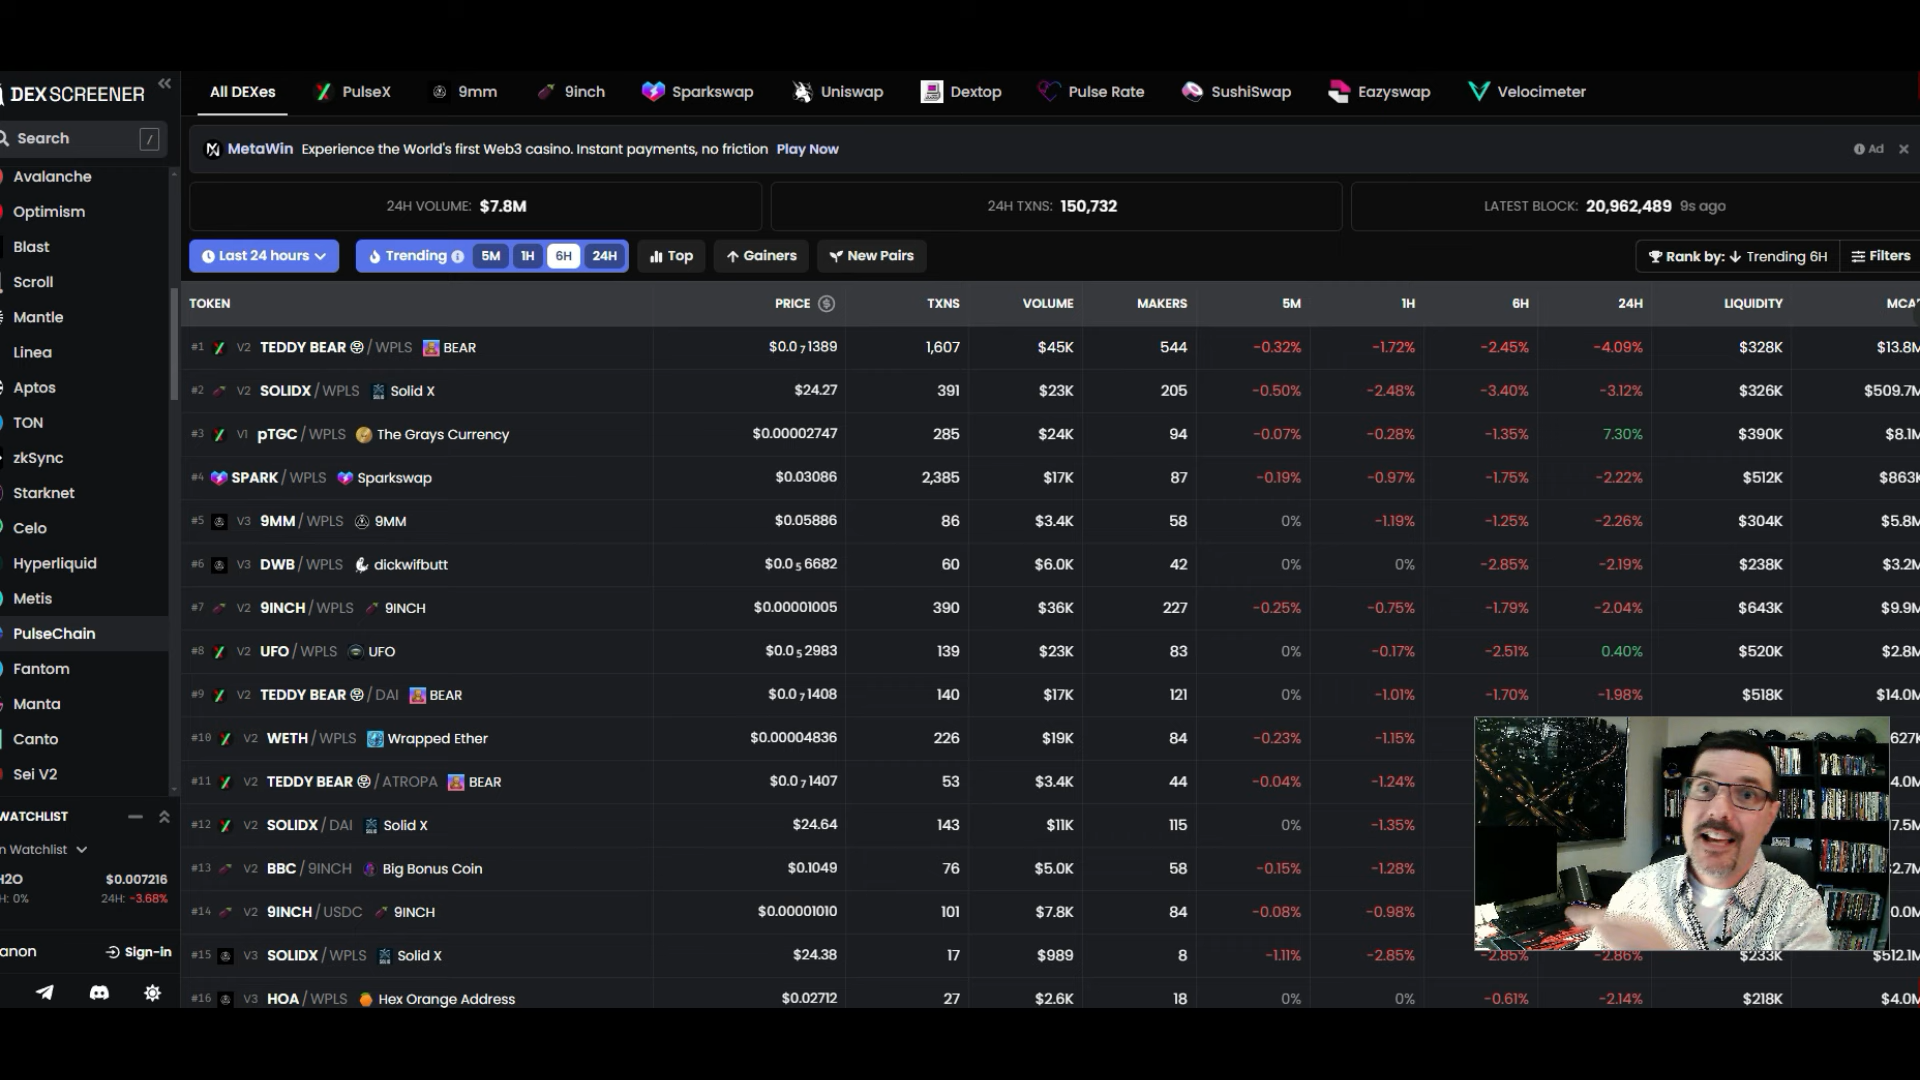 DEX SCREENER
All DEXes PulseX 9mm 9inch Sparkswap Uniswap Dextop Pulse Rate SushiSwap Eazyswap Velocimeter
Search /
MetaWin Experience the World's first Web3 casino. Instant payments, no friction Play Now Ad
Avalanche
Optimism
Blast
Scroll
Mantle
Linea
Aptos
TON
zkSync
Starknet
Celo
Hyperliquid
Metis
PulseChain
Fantom
Manta
Canto
Sei V2
WATCHLIST
n Watchlist
H2O $0.007216
H: 0% 24H: -3.68%
anon Sign-in
24H VOLUME: $7.8M 24H TXNS: 150,732 LATEST BLOCK: 20,962,489 9s ago
Last 24 hours Trending 5M 1H 6H 24H Top Gainers New Pairs Rank by: Trending 6H Filters
TOKEN PRICE TXNS VOLUME MAKERS 5M 1H 6H 24H LIQUIDITY MCA
#1 V2 TEDDY BEAR /WPLS BEAR $0.0₇1389 1,607 $45K 544 -0.32% -1.72% -2.45% -4.09% $328K $13.8M
#2 V2 SOLIDX/WPLS Solid X $24.27 391 $23K 205 -0.50% -2.48% -3.40% -3.12% $326K $509.7M
#3 V1 pTGC/WPLS The Grays Currency $0.00002747 285 $24K 94 -0.07% -0.28% -1.35% 7.30% $390K $8.1M
#4 SPARK/WPLS Sparkswap $0.03086 2,385 $17K 87 -0.19% -0.97% -1.75% -2.22% $512K $863K
#5 V3 9MM/WPLS 9MM $0.05886 86 $3.4K 58 0% -1.19% -1.25% -2.26% $304K $5.8M
#6 V3 DWB/WPLS dickwifbutt $0.0₅6682 60 $6.0K 42 0% 0% -2.85% -2.19% $238K $3.2M
#7 V2 9INCH/WPLS 9INCH $0.00001005 390 $36K 227 -0.25% -0.75% -1.79% -2.04% $643K $9.9M
#8 V2 UFO/WPLS UFO $0.0₅2983 139 $23K 83 0% -0.17% -2.51% 0.40% $520K $2.8M
#9 V2 TEDDY BEAR /DAI BEAR $0.0₇1408 140 $17K 121 0% -1.01% -1.70% -1.98% $518K $14.0M
#10 V2 WETH/WPLS Wrapped Ether $0.00004836 226 $19K 84 -0.23% -1.15% 627K
#11 V2 TEDDY BEAR /ATROPA BEAR $0.0₇1407 53 $3.4K 44 -0.04% -1.24% 4.0M
#12 V2 SOLIDX/DAI Solid X $24.64 143 $11K 115 0% -1.35% 7.5M
#13 V2 BBC/9INCH Big Bonus Coin $0.1049 76 $5.0K 58 -0.15% -1.28% 2.7M
#14 V2 9INCH/USDC 9INCH $0.00001010 101 $7.8K 84 -0.08% -0.98% 0.0M
#15 V3 SOLIDX/WPLS Solid X $24.38 17 $989 8 -1.11% -2.85% -2.85% -2.86% $233K $512.1M
#16 V3 HOA/WPLS Hex Orange Address $0.02712 27 $2.6K 18 0% 0% -0.61% -2.14% $218K $4.0M